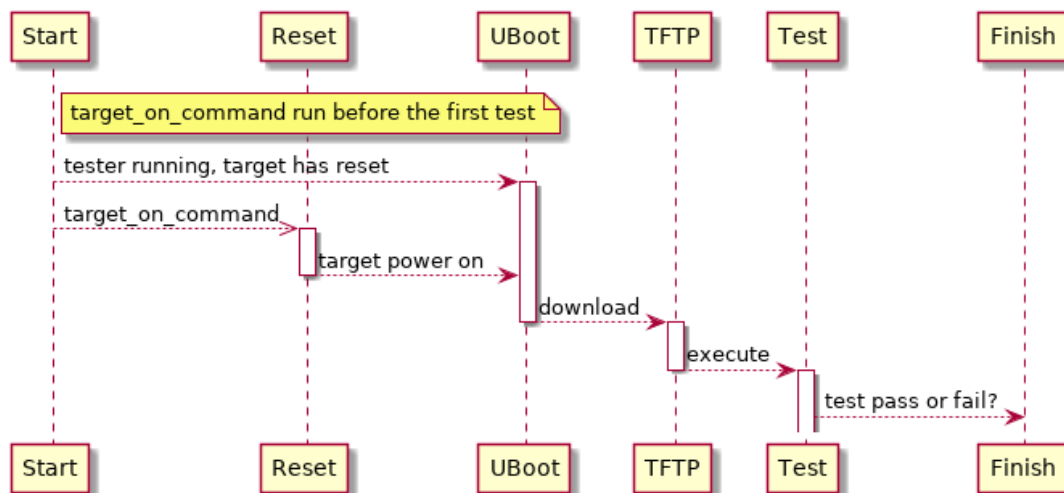 Start
Reset
UBoot
TFTP
Test
Finish
target_on_command run before the first test
tester running, target has reset
target_on_command
target power on
download
execute
test pass or fail?
Start
Reset
UBoot
TFTP
Test
Finish